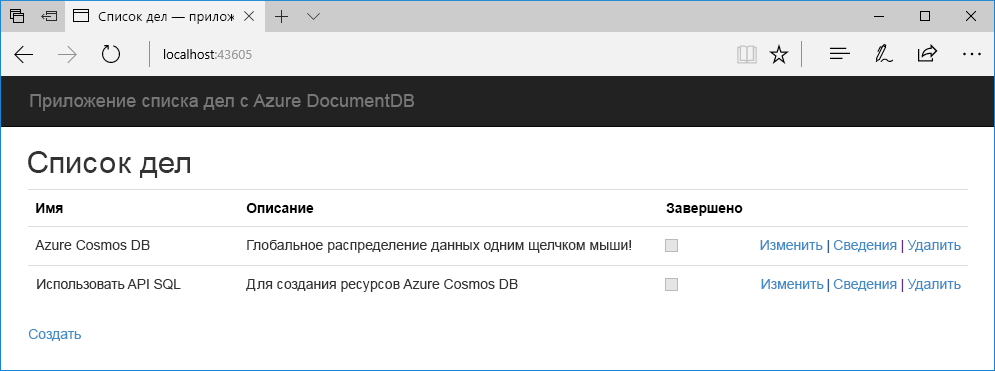 Список дел — прилож
localhost:43605
Приложение списка дел с Azure DocumentDB
Список дел
Имя Описание Завершено
Azure Cosmos DB Глобальное распределение данных одним щелчком мыши! Изменить | Сведения | Удалить
Использовать API SQL Для создания ресурсов Azure Cosmos DB Изменить | Сведения | Удалить
Создать